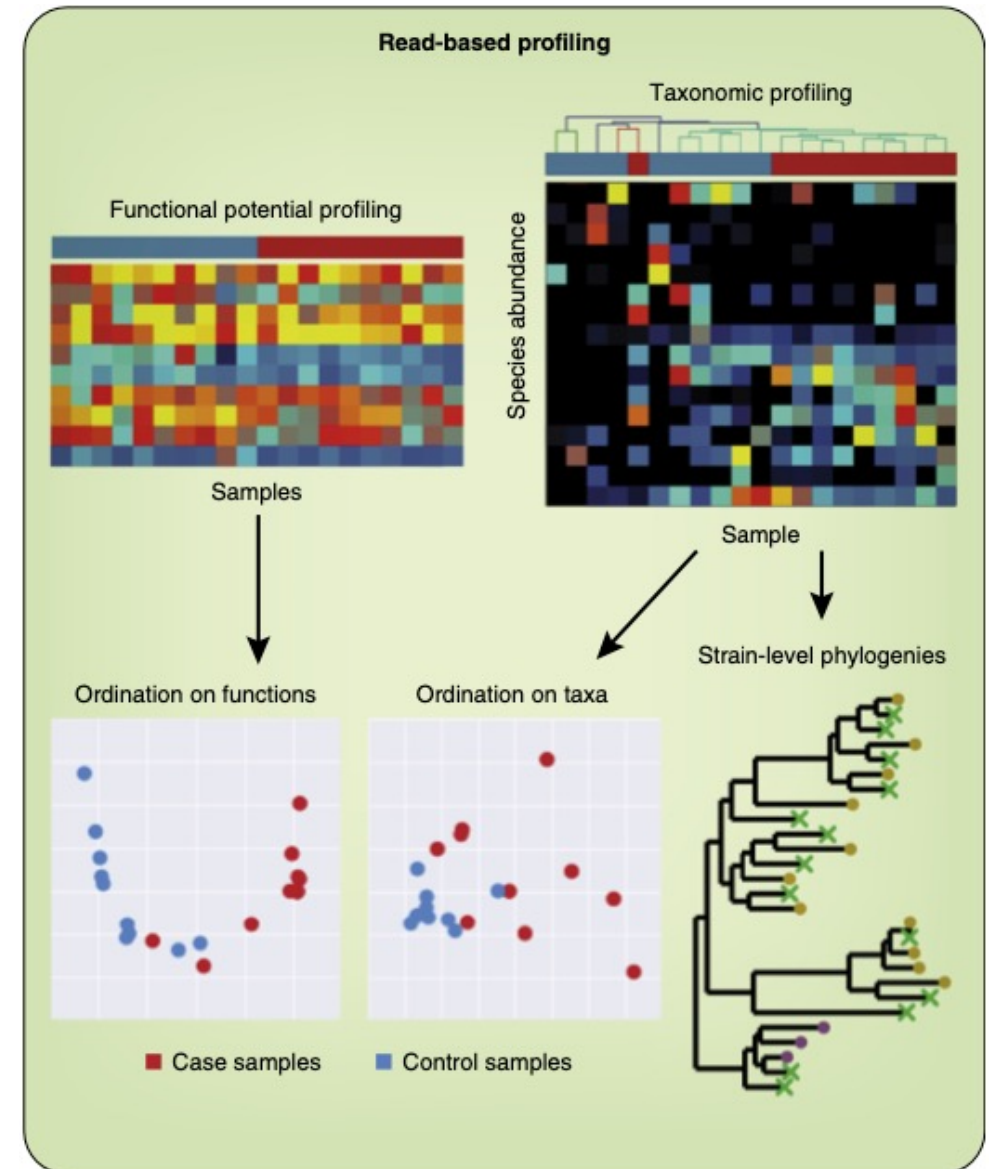 Read-based profiling
Taxonomic profiling
Functional potential profiling
Species abundance
Samples
Sample
Strain-level phylogenies
Ordination on functions
Ordination on taxa
Case samples
Control samples